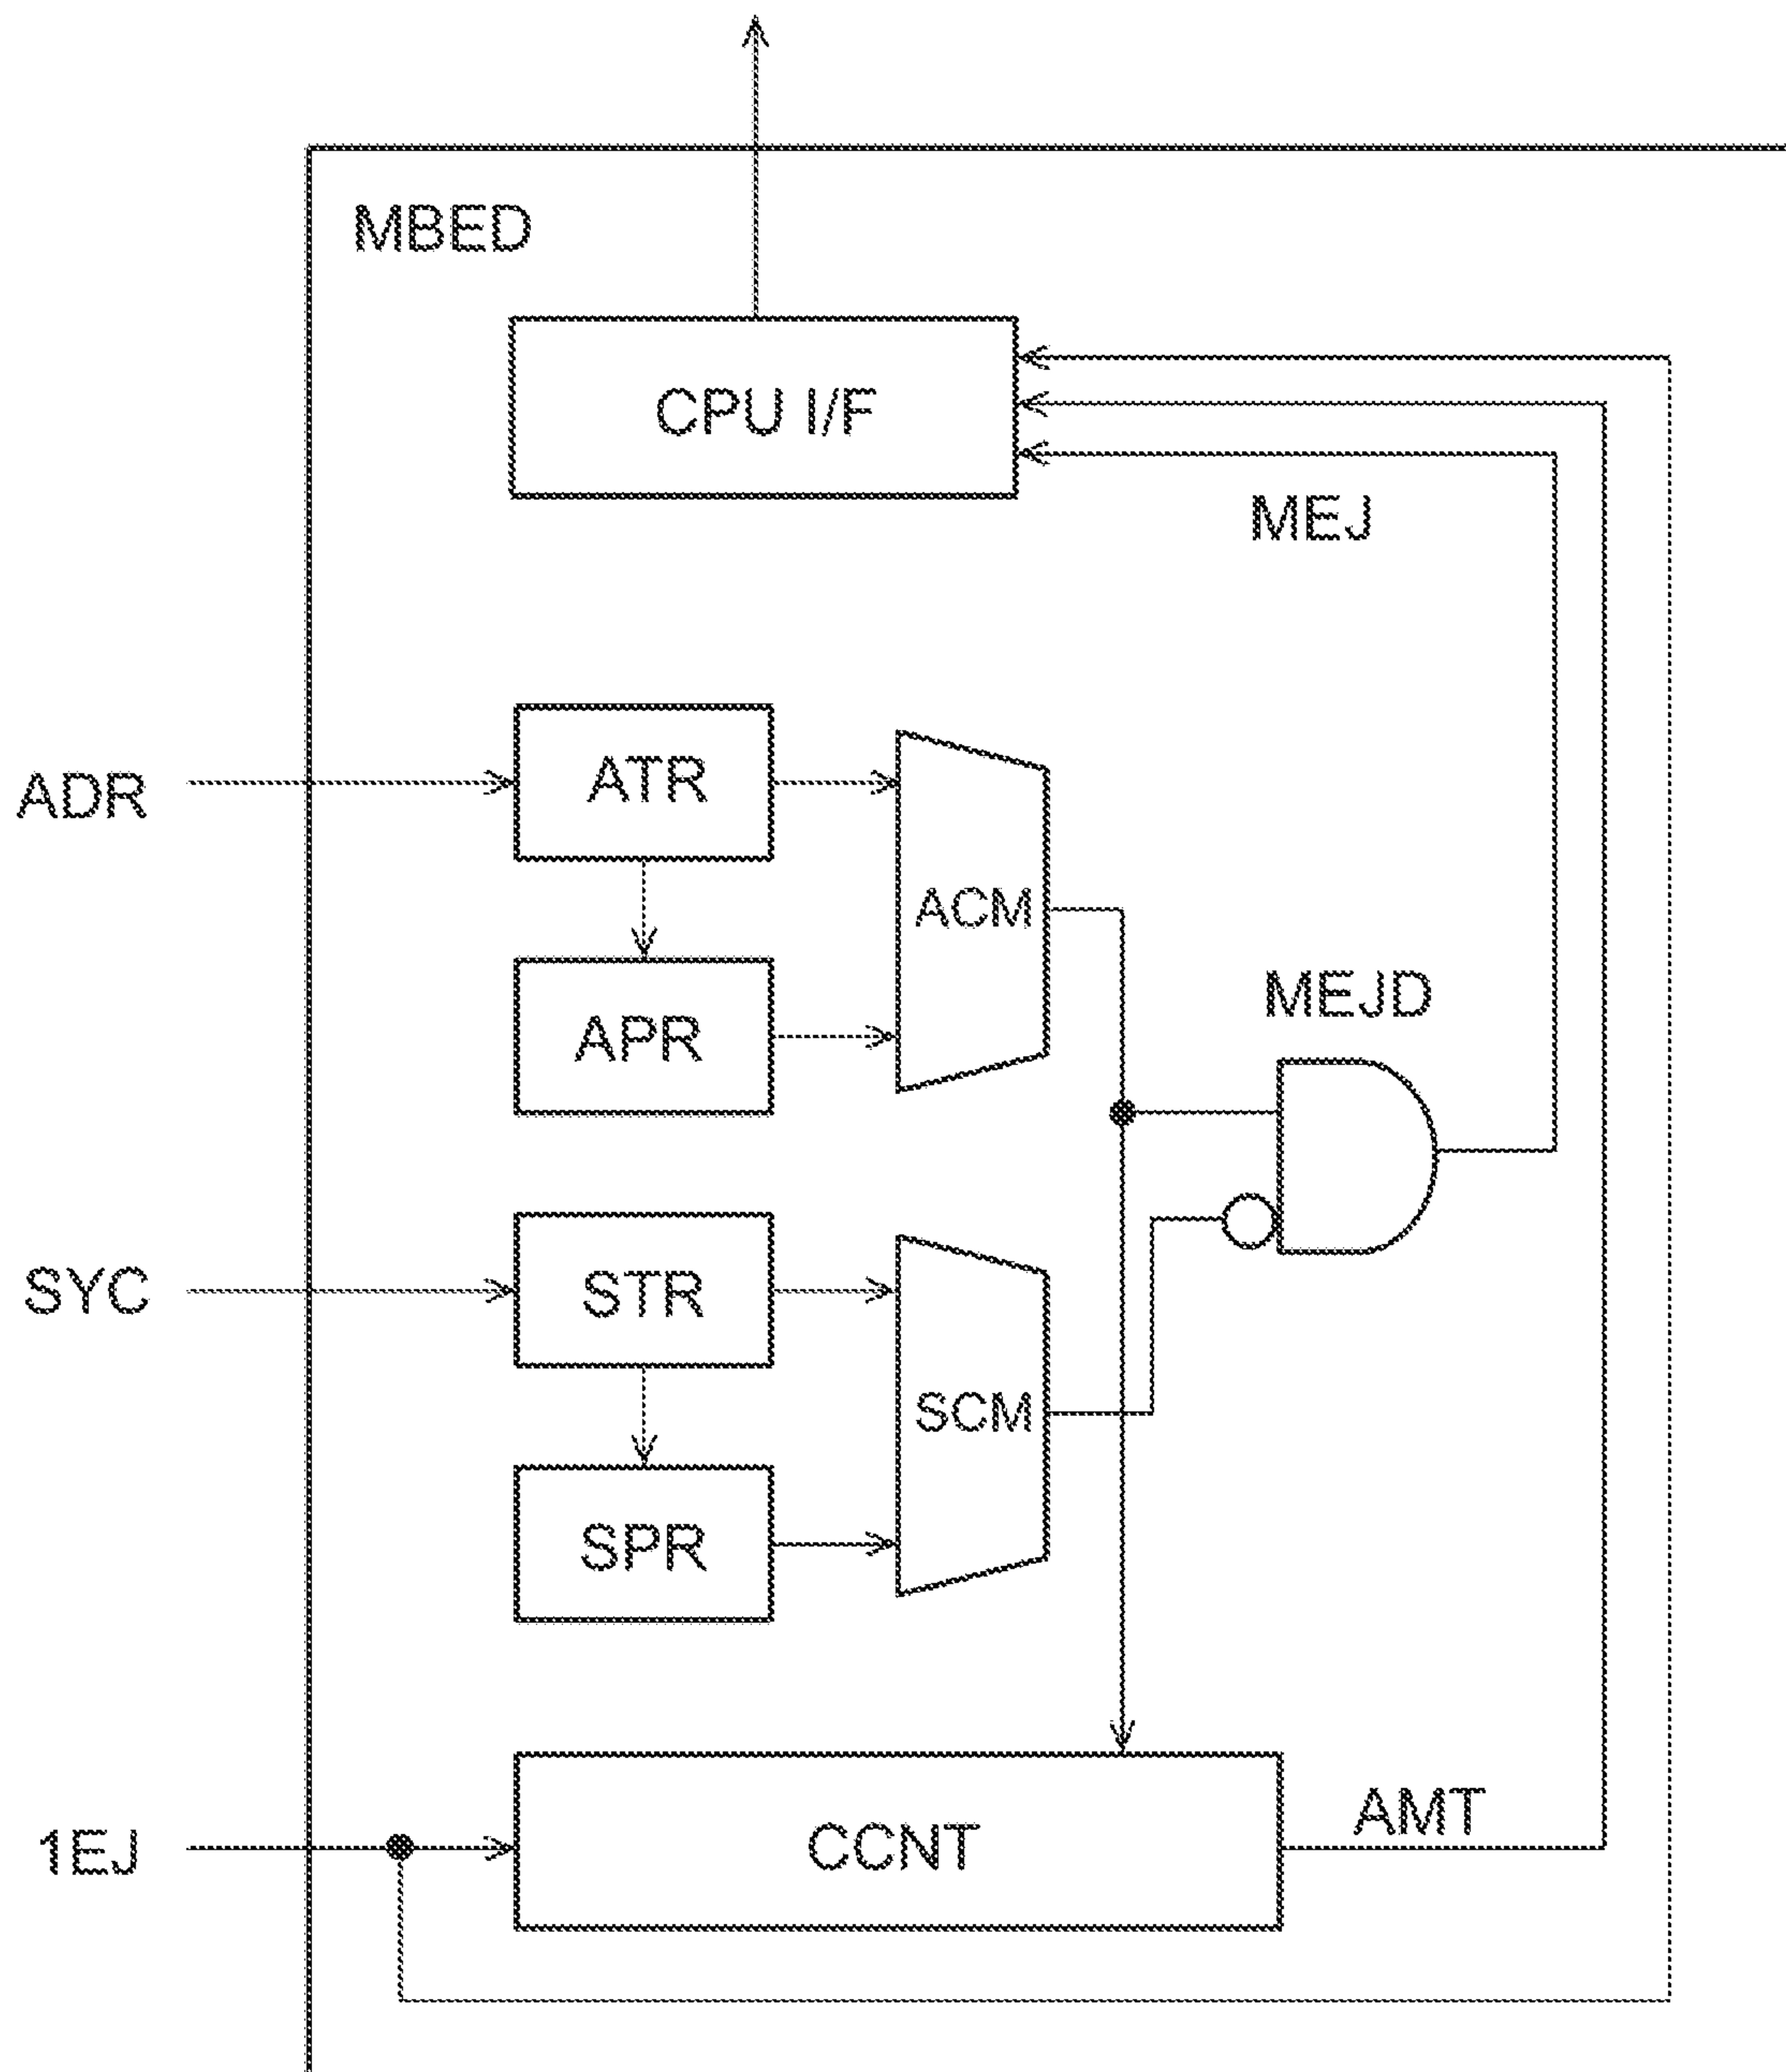 MBED
CPU I/F
MEJ
ADR
ATR
ACM
MEJD
APR
SYC
STR
SCM
SPR
1EJ
CCNT
AMT